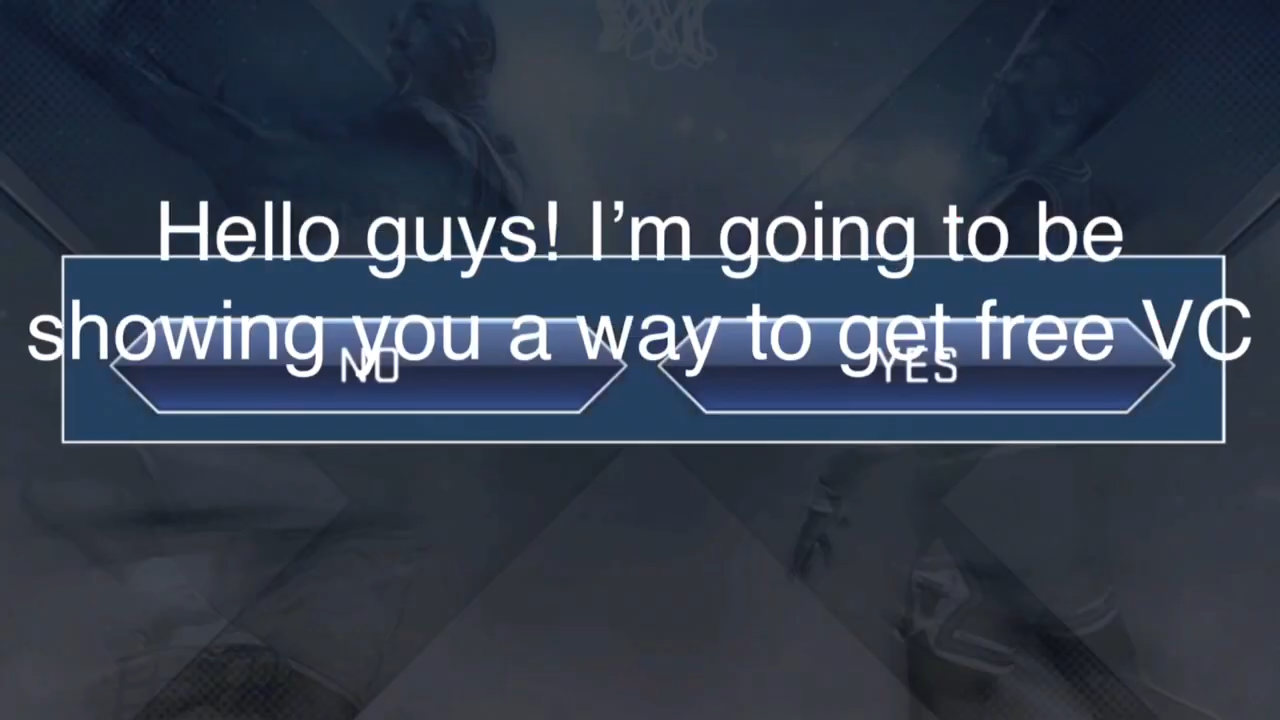 Hello guys! I’m going to be
showing you a way to get free VC
NO
YES